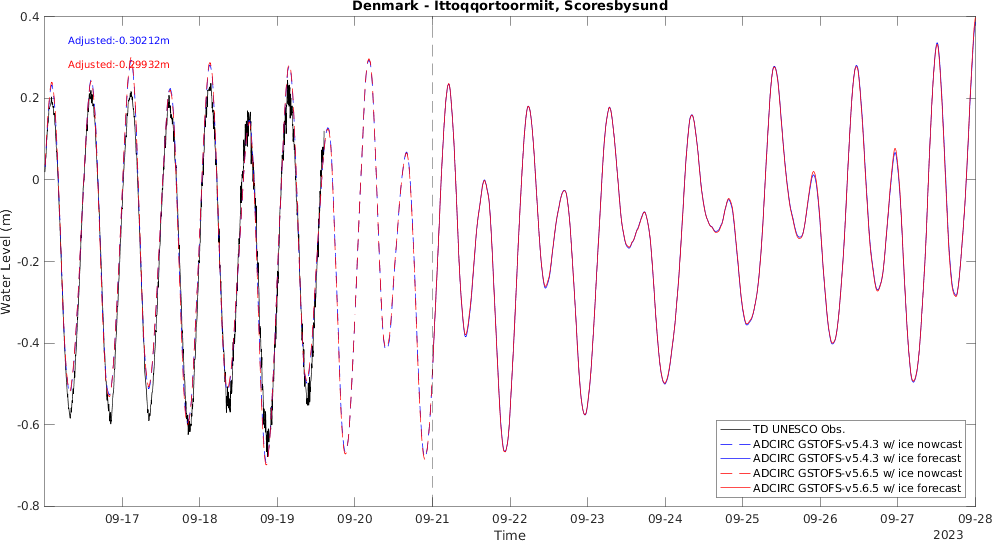 Denmark - Ittoqqortoormiit, Scoresbysund
Adjusted:-0.30212m
Adjusted:-0.29932m
0.4
0.2
0
-0.2
-0.4
-0.6
-0.8
Water Level (m)
TD UNESCO Obs.
ADCIRC GSTOFS-v5.4.3 w/ ice nowcast
ADCIRC GSTOFS-v5.4.3 w/ ice forecast
ADCIRC GSTOFS-v5.6.5 w/ ice nowcast
ADCIRC GSTOFS-v5.6.5 w/ ice forecast
09-17 09-18 09-19 09-20 09-21 09-22 09-23 09-24 09-25 09-26 09-27 09-28
Time
2023